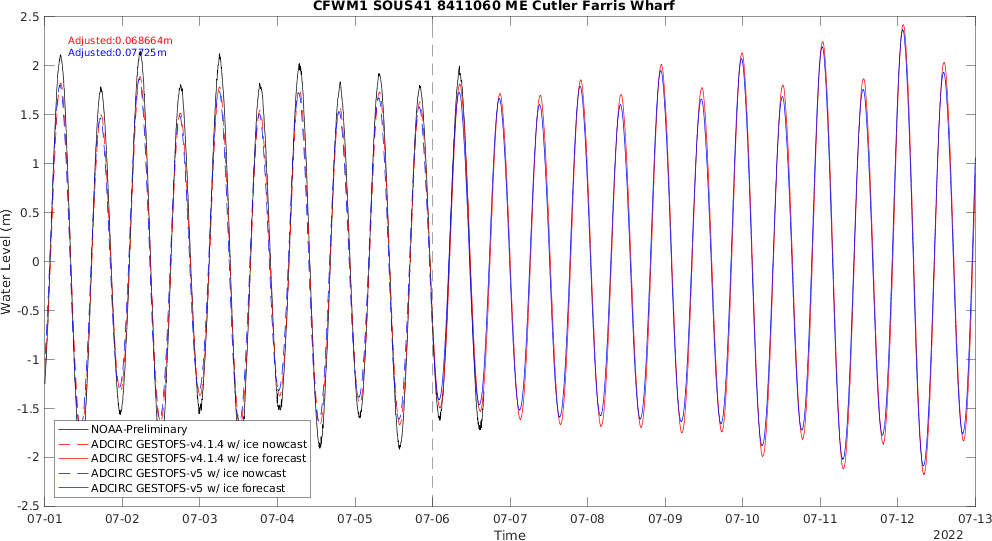 CFWM1 SOUS41 8411060 ME Cutler Farris Wharf
Adjusted:0.068664m
Adjusted:0.07725m
2.5
2
1.5
1
0.5
0
-0.5
-1
-1.5
-2
-2.5
Water Level (m)
NOAA-Preliminary
ADCIRC GESTOFS-v4.1.4 w/ ice nowcast
ADCIRC GESTOFS-v4.1.4 w/ ice forecast
ADCIRC GESTOFS-v5 w/ ice nowcast
ADCIRC GESTOFS-v5 w/ ice forecast
07-01 07-02 07-03 07-04 07-05 07-06 07-07 07-08 07-09 07-10 07-11 07-12 07-13
Time
2022